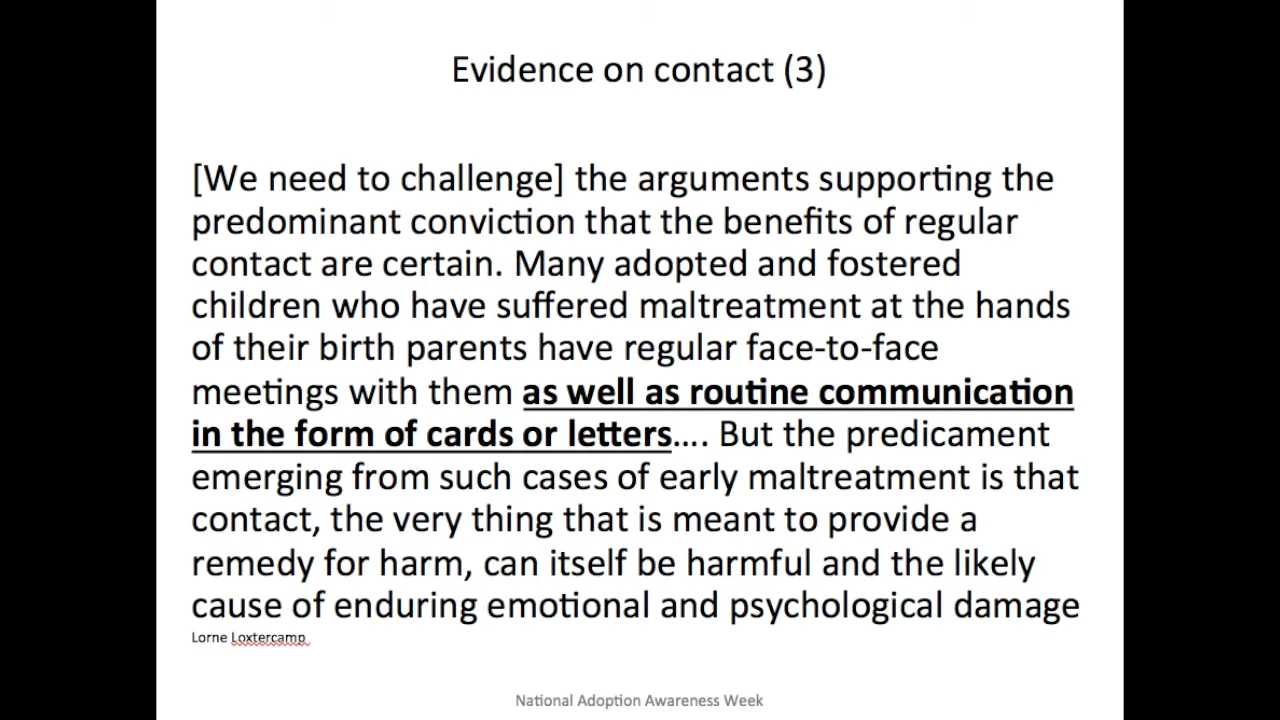 Evidence on contact (3)
[We need to challenge] the arguments supporting the
predominant conviction that the benefits of regular
contact are certain. Many adopted and fostered
children who have suffered maltreatment at the hands
of their birth parents have regular face-to-face
meetings with them as well as routine communication
in the form of cards or letters…. But the predicament
emerging from such cases of early maltreatment is that
contact, the very thing that is meant to provide a
remedy for harm, can itself be harmful and the likely
cause of enduring emotional and psychological damage
Lorne Loxtercamp
National Adoption Awareness Week